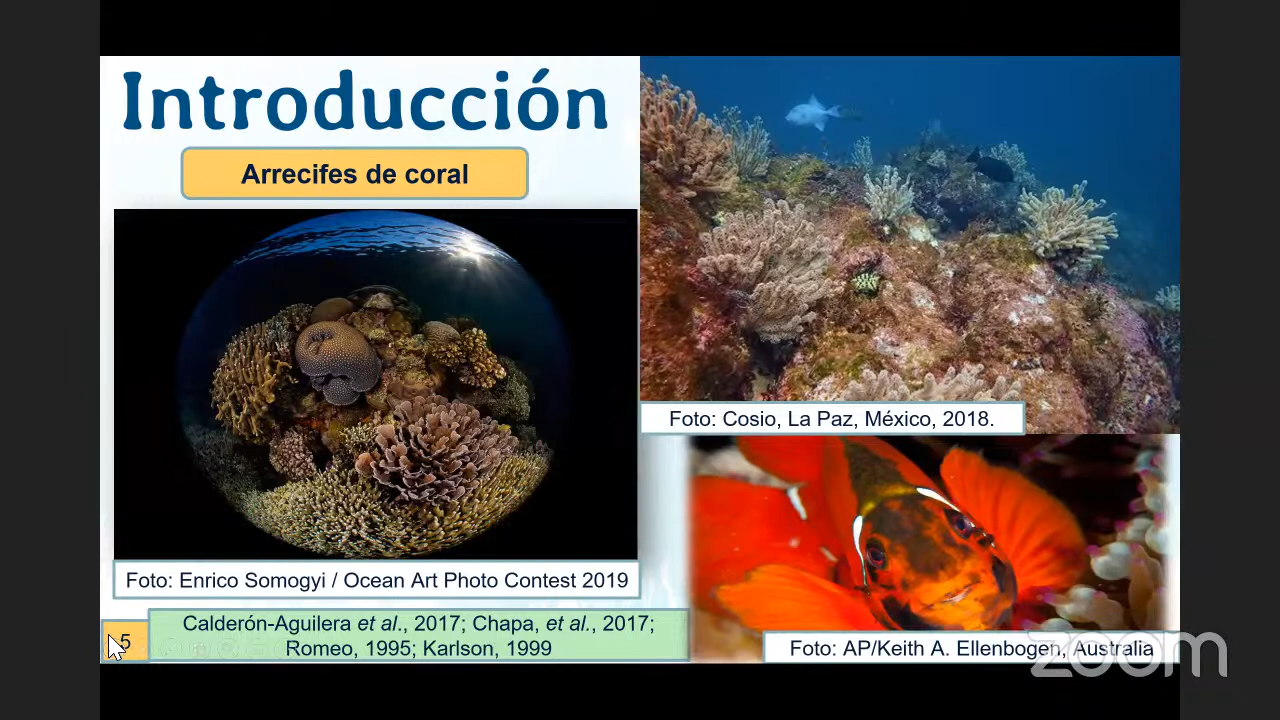 Introducción
Arrecifes de coral
Foto: Cosio, La Paz, México, 2018.
Foto: Enrico Somogyi / Ocean Art Photo Contest 2019
Calderón-Aguilera et al., 2017; Chapa, et al., 2017;
Romeo, 1995; Karlson, 1999
5
Foto: AP/Keith A. Ellenbogen, Australia
zoom